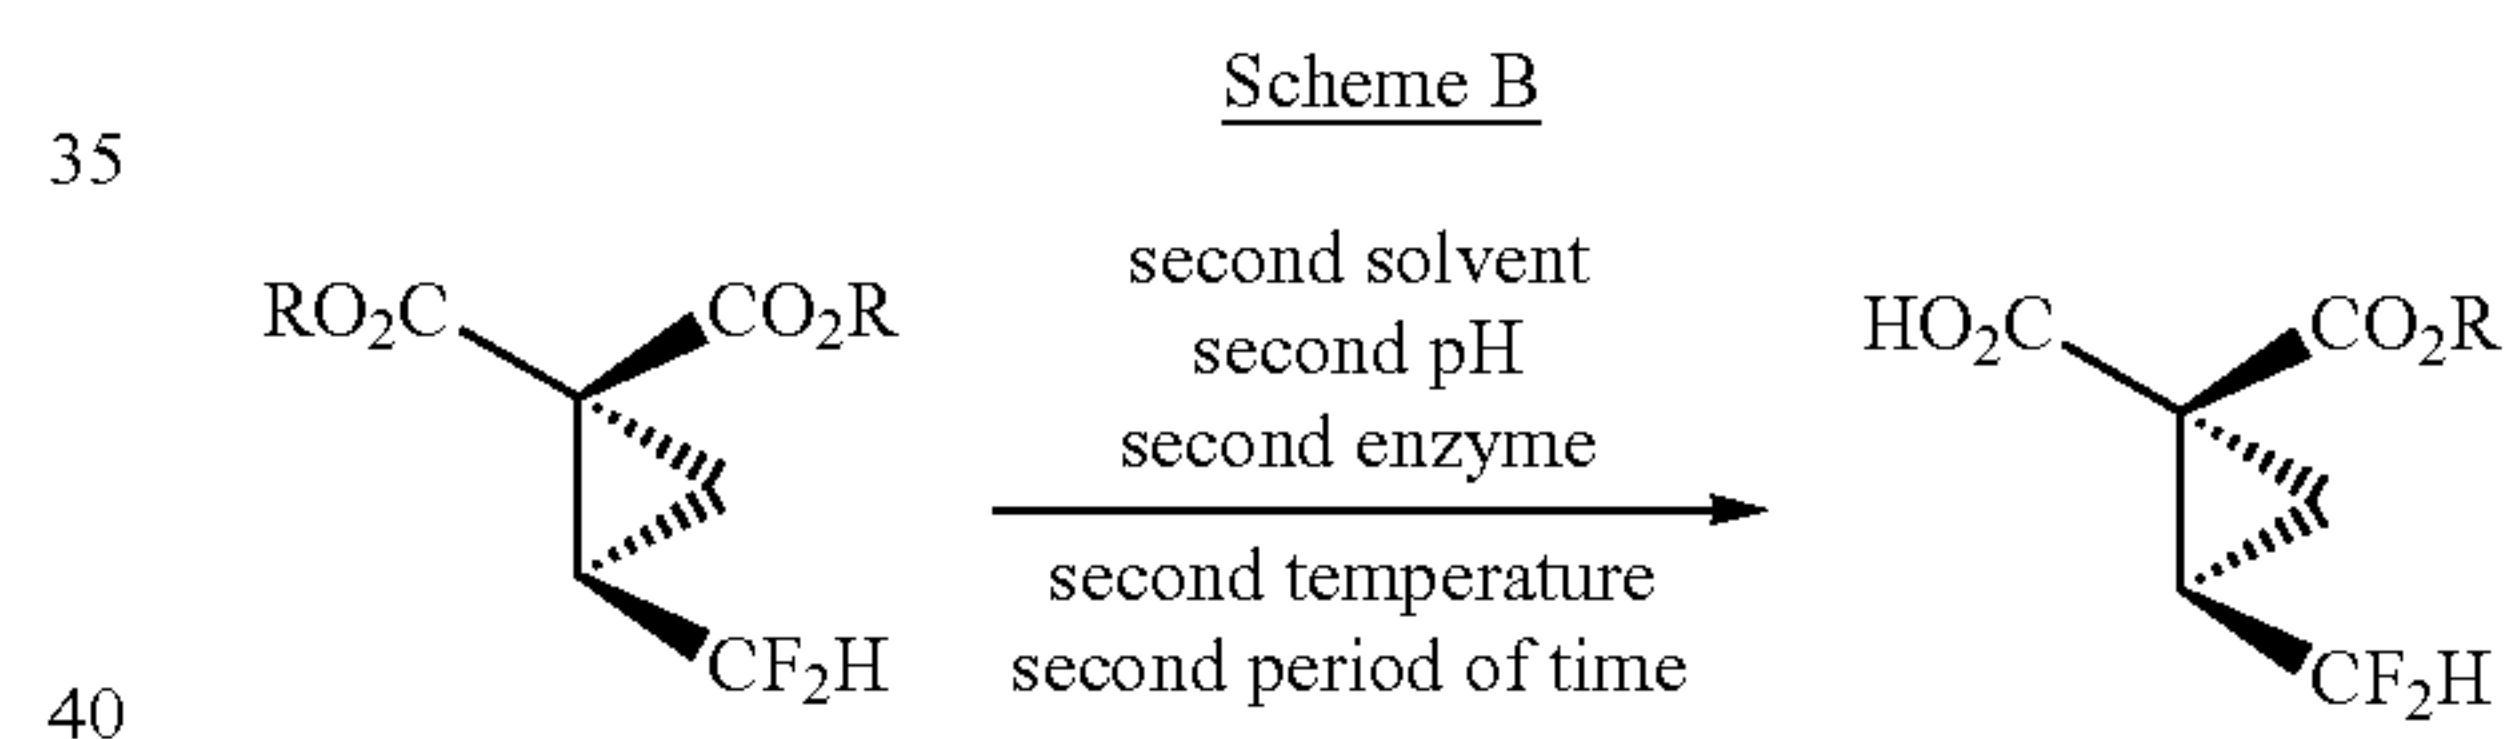 Scheme B
35
second solvent
RO2C CO2R
HO2C CO2R
second pH
second enzyme
second temperature
second period of time
CF2H
CF2H
40